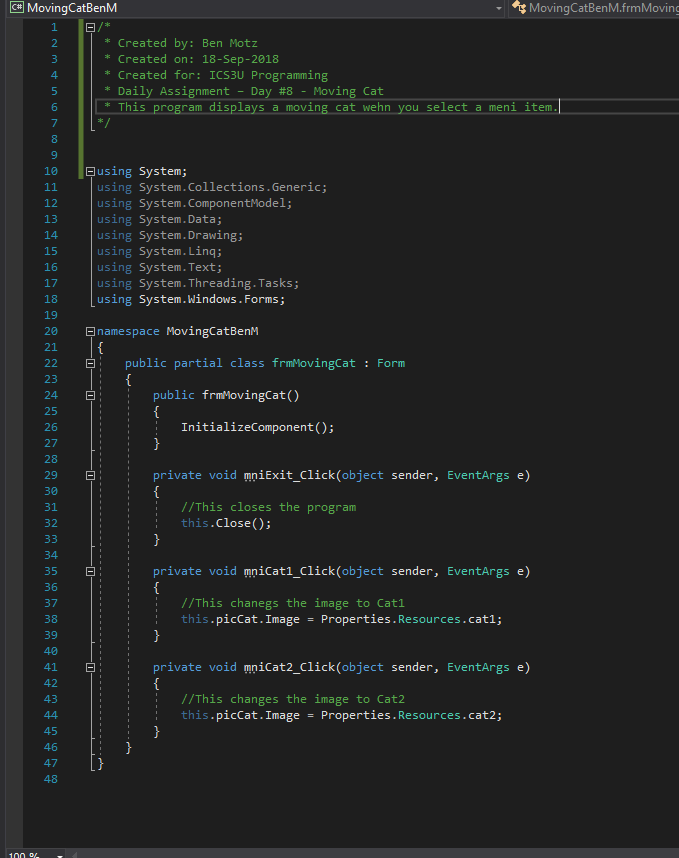 C# MovingCatBenM MovingCatBenM.frmMoving
1 /*
2 * Created by: Ben Motz
3 * Created on: 18-Sep-2018
4 * Created for: ICS3U Programming
5 * Daily Assignment – Day #8 - Moving Cat
6 * This program displays a moving cat wehn you select a meni item.
7 */
8
9
10 using System;
11 using System.Collections.Generic;
12 using System.ComponentModel;
13 using System.Data;
14 using System.Drawing;
15 using System.Linq;
16 using System.Text;
17 using System.Threading.Tasks;
18 using System.Windows.Forms;
19
20 namespace MovingCatBenM
21 {
22 public partial class frmMovingCat : Form
23 {
24 public frmMovingCat()
25 {
26 InitializeComponent();
27 }
28
29 private void mniExit_Click(object sender, EventArgs e)
30 {
31 //This closes the program
32 this.Close();
33 }
34
35 private void mniCat1_Click(object sender, EventArgs e)
36 {
37 //This chanegs the image to Cat1
38 this.picCat.Image = Properties.Resources.cat1;
39 }
40
41 private void mniCat2_Click(object sender, EventArgs e)
42 {
43 //This changes the image to Cat2
44 this.picCat.Image = Properties.Resources.cat2;
45 }
46 }
47 }
48
100 %